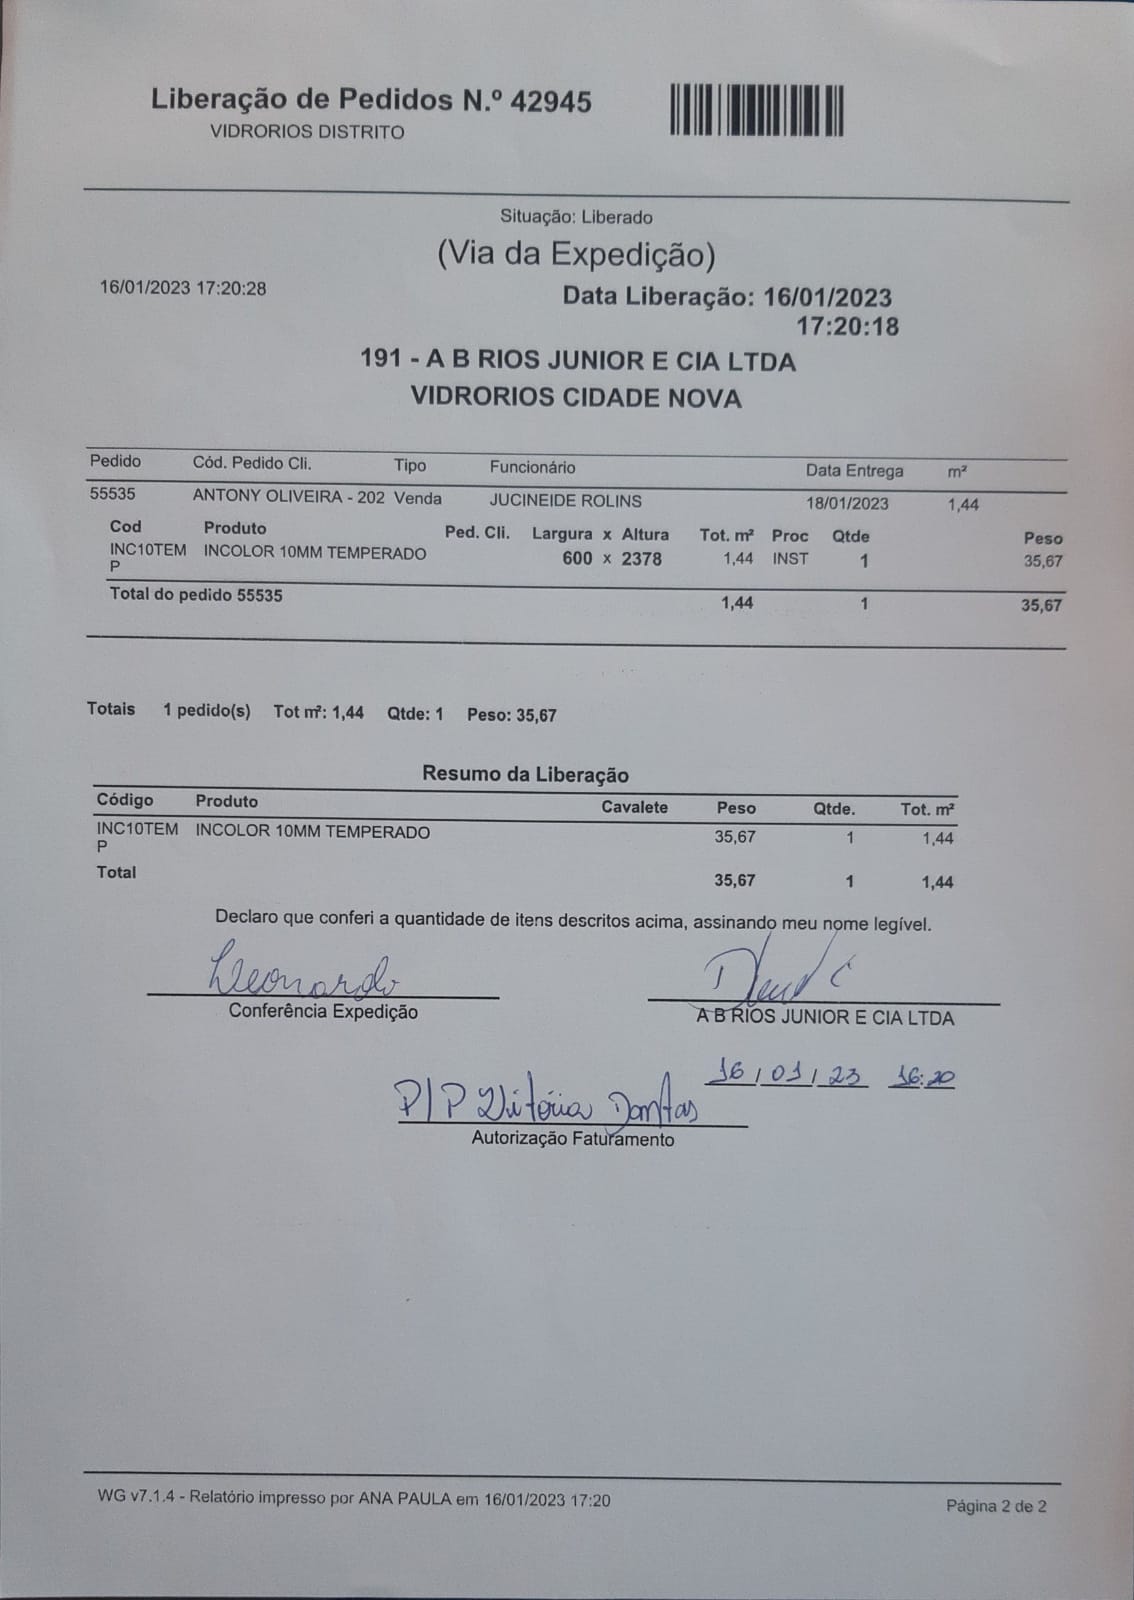 Liberação de Pedidos N.º 42945
VIDRORIOS DISTRITO
Situação: Liberado
(Via da Expedição)
16/01/2023 17:20:28
Data Liberação: 16/01/2023
17:20:18
191 - A B RIOS JUNIOR E CIA LTDA
VIDRORIOS CIDADE NOVA
Pedido Cód. Pedido Cli. Tipo Funcionário Data Entrega m²
55535 ANTONY OLIVEIRA - 202 Venda JUCINEIDE ROLINS 18/01/2023 1,44
Cod Produto Ped. Cli. Largura x Altura Tot. m² Proc Qtde Peso
INC10TEM INCOLOR 10MM TEMPERADO 600 x 2378 1,44 INST 1 35,67
P
Total do pedido 55535 1,44 1 35,67
Totais 1 pedido(s) Tot m²: 1,44 Qtde: 1 Peso: 35,67
Resumo da Liberação
Código Produto Cavalete Peso Qtde. Tot. m²
INC10TEM INCOLOR 10MM TEMPERADO 35,67 1 1,44
P
Total 35,67 1 1,44
Declaro que conferi a quantidade de itens descritos acima, assinando meu nome legível.
Leonardo
Conferência Expedição A B RIOS JUNIOR E CIA LTDA
16/01/23 16:20
P/P Vitória Dantas
Autorização Faturamento
WG v7.1.4 - Relatório impresso por ANA PAULA em 16/01/2023 17:20
Página 2 de 2